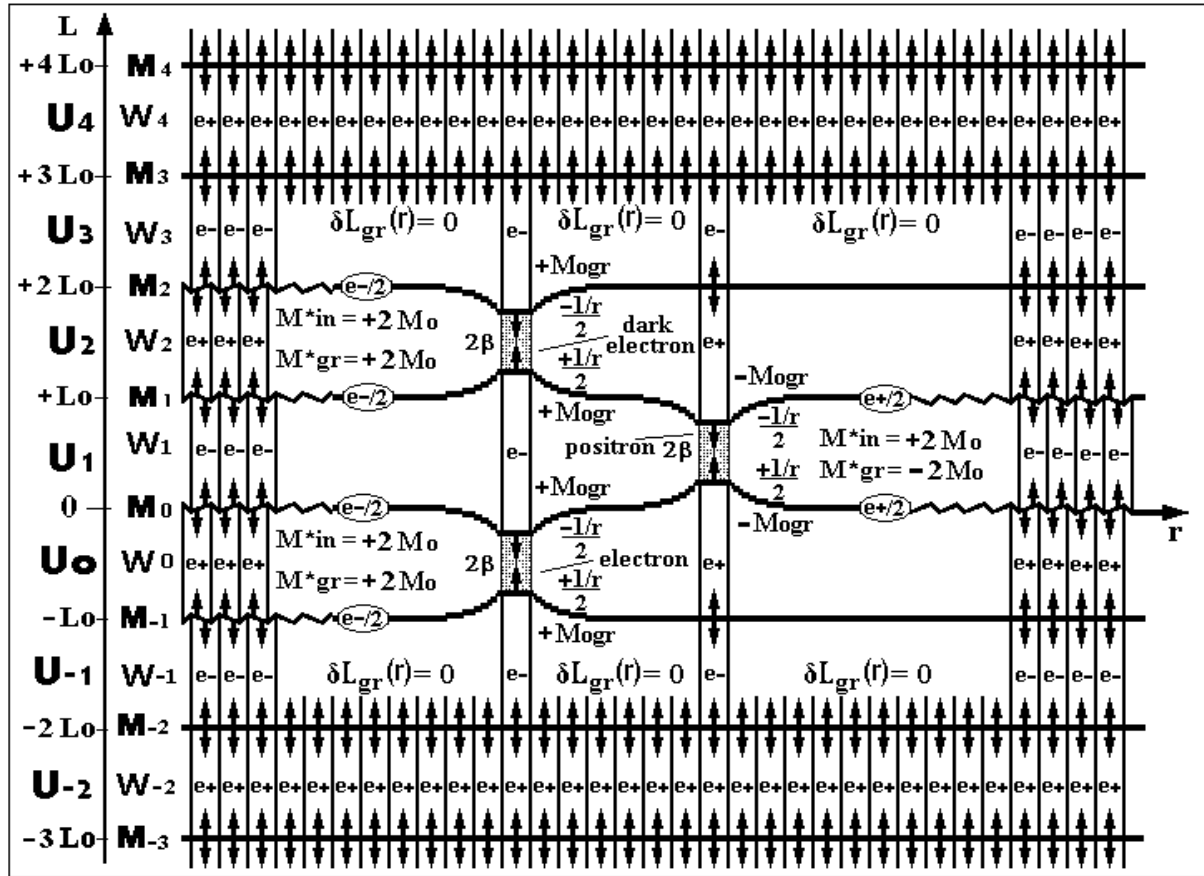 L
+4 Lo M4
U4 W4 e+ e+ e+ e+ e+ e+ e+ e+ e+ e+ e+ e+ e+ e+ e+ e+ e+ e+ e+ e+ e+ e+ e+ e+ e+ e+ e+ e+ e+ e+ e+ e+ e+
+3 Lo M3
U3 W3 e- e- e- δLgr(r)= 0 e- δLgr(r)= 0 e- δLgr(r)= 0 e- e- e- e-
+2 Lo M2 e-/2 +Mogr
M*in = +2 Mo -1/r/2 dark
U2 W2 e+ e+ e+ 2β electron e+ e+ e+ e+ e+
M*gr= +2 Mo +1/r/2
+Lo M1 e-/2 +Mogr -Mogr e+/2
U1 W1 e- e- e- e- positron 2β -1/r/2 M*in = +2 Mo e- e- e- e-
+1/r/2 M*gr = -2 Mo
0 M0 e-/2 +Mogr -Mogr e+/2 r
M*in = +2 Mo -1/r/2
Uo W0 e+ e+ e+ 2β electron e+ e+ e+ e+ e+
M*gr= +2 Mo +1/r/2
-Lo M-1 e-/2 +Mogr
U-1 W-1 e- e- e- δLgr(r)= 0 e- δLgr(r)= 0 e- δLgr(r)= 0 e- e- e- e-
-2 Lo M-2
U-2 W-2 e+ e+ e+ e+ e+ e+ e+ e+ e+ e+ e+ e+ e+ e+ e+ e+ e+ e+ e+ e+ e+ e+ e+ e+ e+ e+ e+ e+ e+ e+ e+ e+ e+
-3 Lo M-3